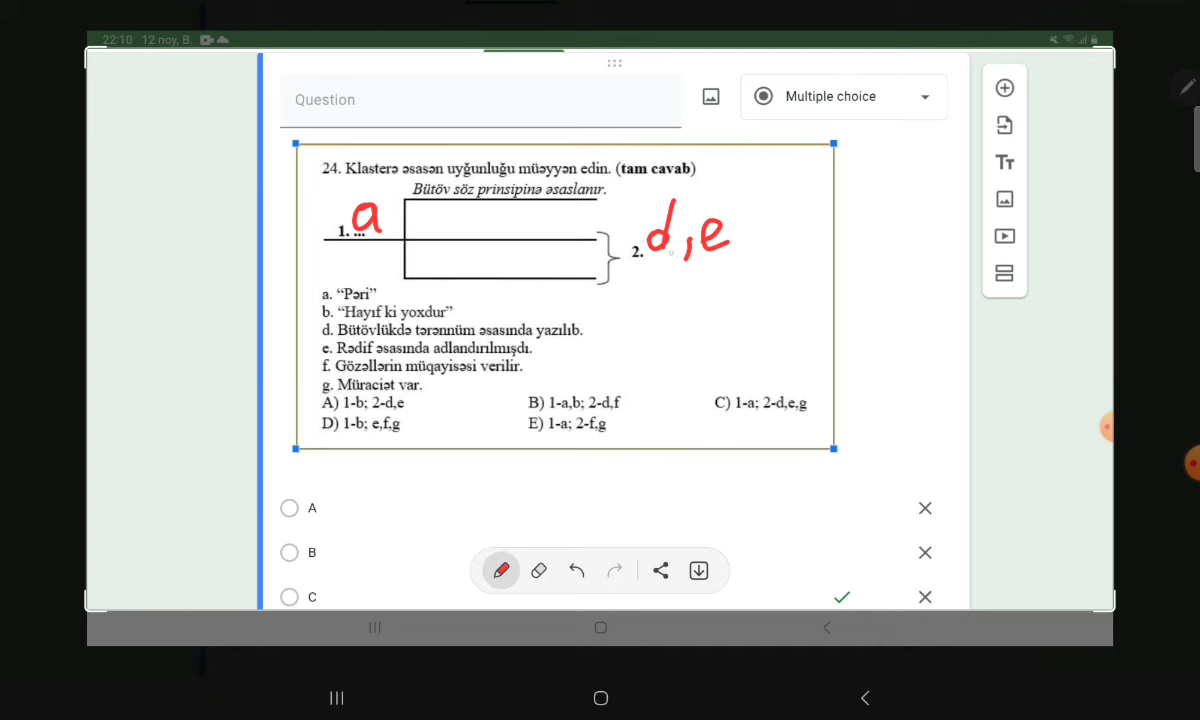 22:10 12 noy, B.
Question
Multiple choice
24. Klasterə əsasən uyğunluğu müəyyən edin. (tam cavab)
Bütöv söz prinsipinə əsaslanır.
1. ... a
2. d,e
a. “Pəri”
b. “Hayıf ki yoxdur”
d. Bütövlükdə tərənnüm əsasında yazılıb.
e. Rədif əsasında adlandırılmışdı.
f. Gözəllərin müqayisəsi verilir.
g. Müraciət var.
A) 1-b; 2-d,e B) 1-a,b; 2-d,f C) 1-a; 2-d,e,g
D) 1-b; e,f,g E) 1-a; 2-f,g
A
B
C
Tт